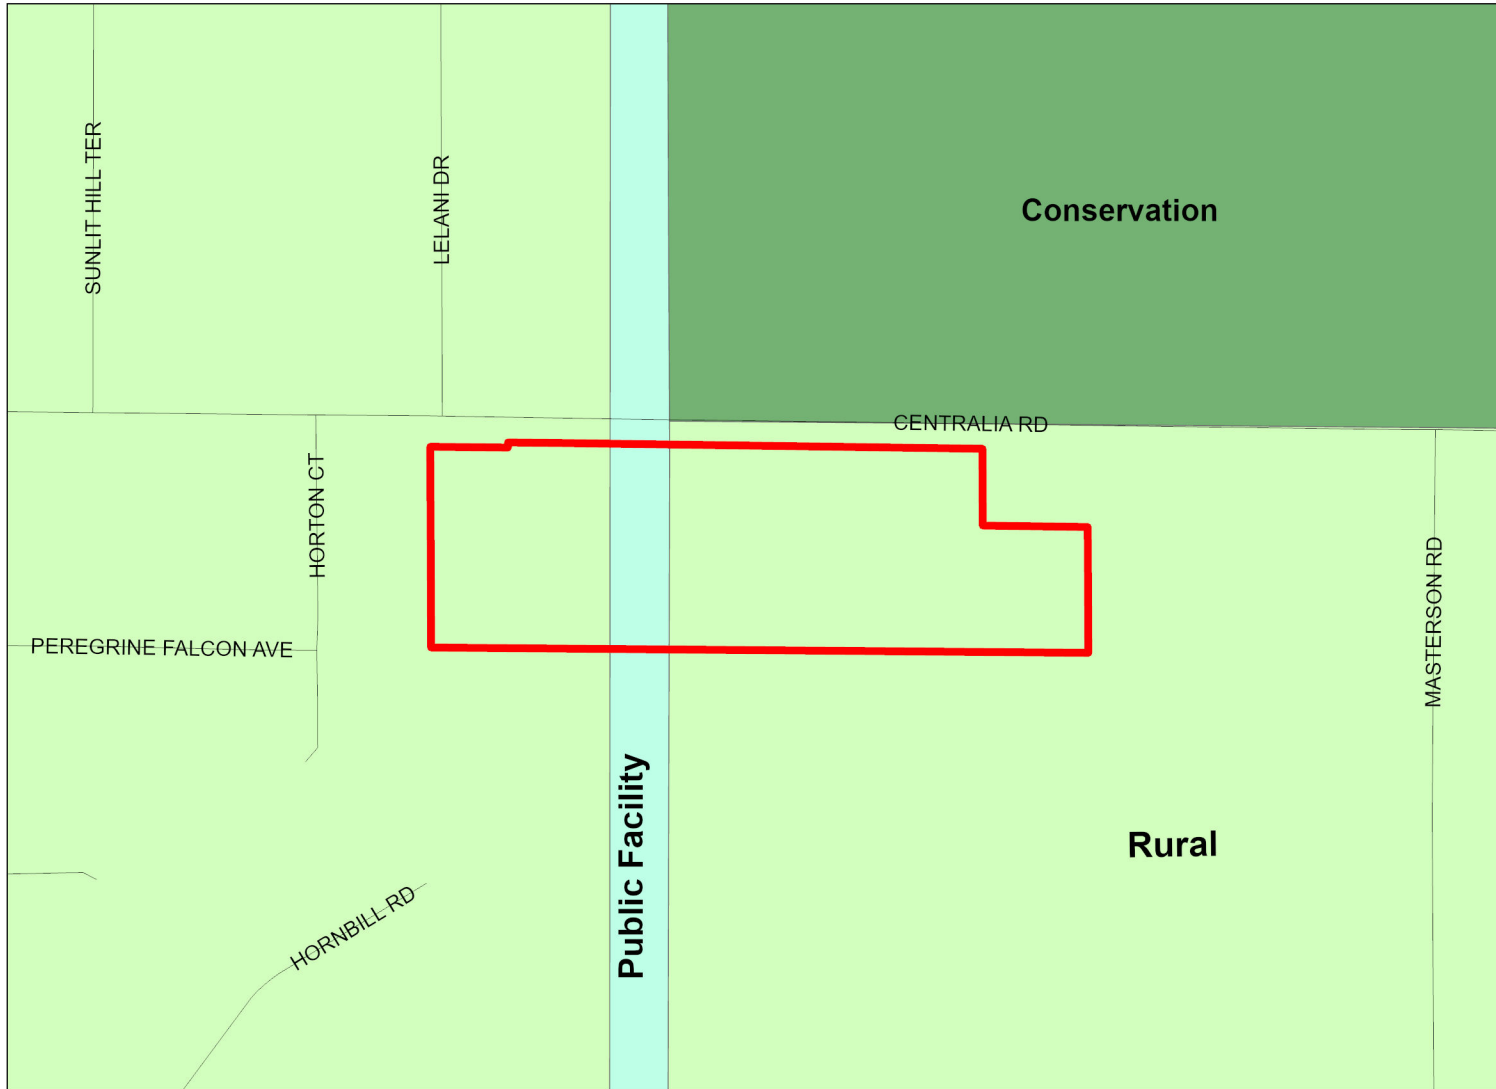 SUNLIT HILL TER
LELANI DR
Conservation
CENTRALIA RD
HORTON CT
PEREGRINE FALCON AVE
MASTERSON RD
Public Facility
Rural
HORNBILL RD